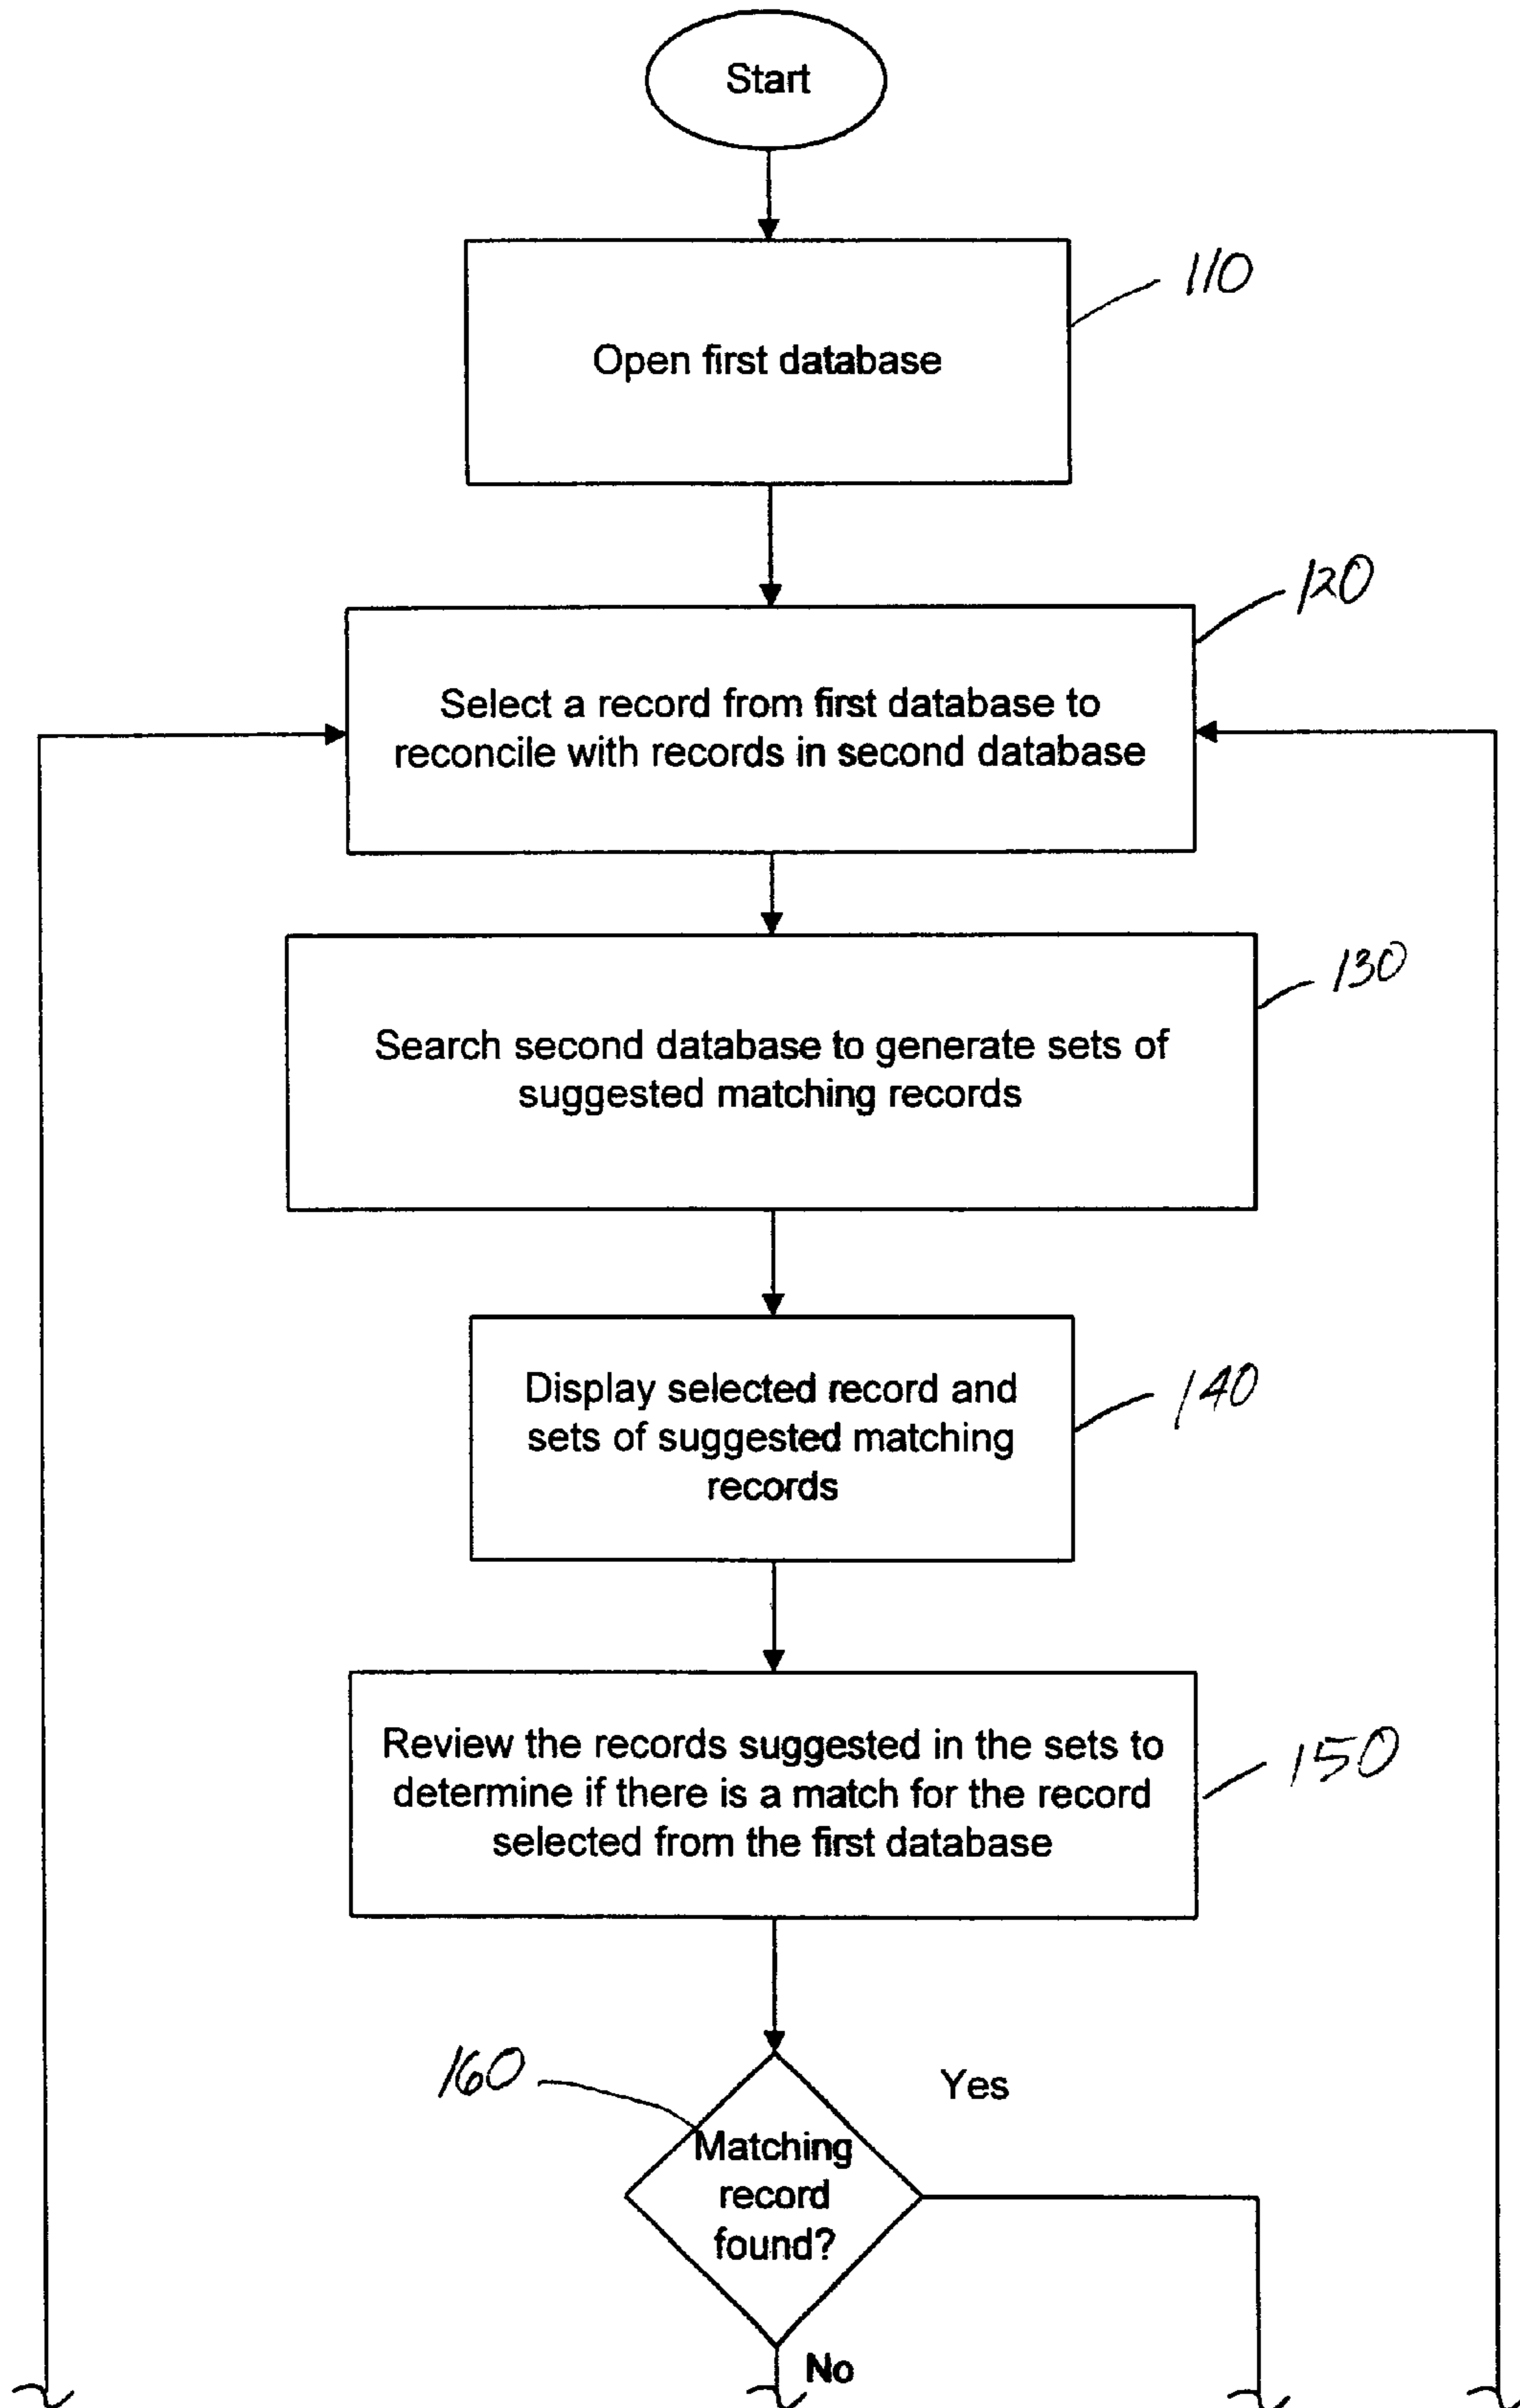 Start
110
Open first database
120
Select a record from first database to
reconcile with records in second database
130
Search second database to generate sets of
suggested matching records
140
Display selected record and
sets of suggested matching
records
150
Review the records suggested in the sets to
determine if there is a match for the record
selected from the first database
160
Yes
Matching
record
found?
No